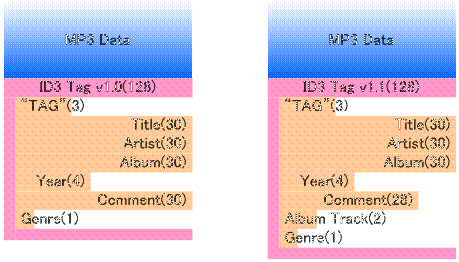 MP3 Data
ID3 Tag v1.0(128)
“TAG”(3)
Title(30)
Artist(30)
Album(30)
Year(4)
Comment(30)
Genre(1)
MP3 Data
ID3 Tag v1.1(128)
“TAG”(3)
Title(30)
Artist(30)
Album(30)
Year(4)
Comment(28)
Album Track(2)
Genre(1)